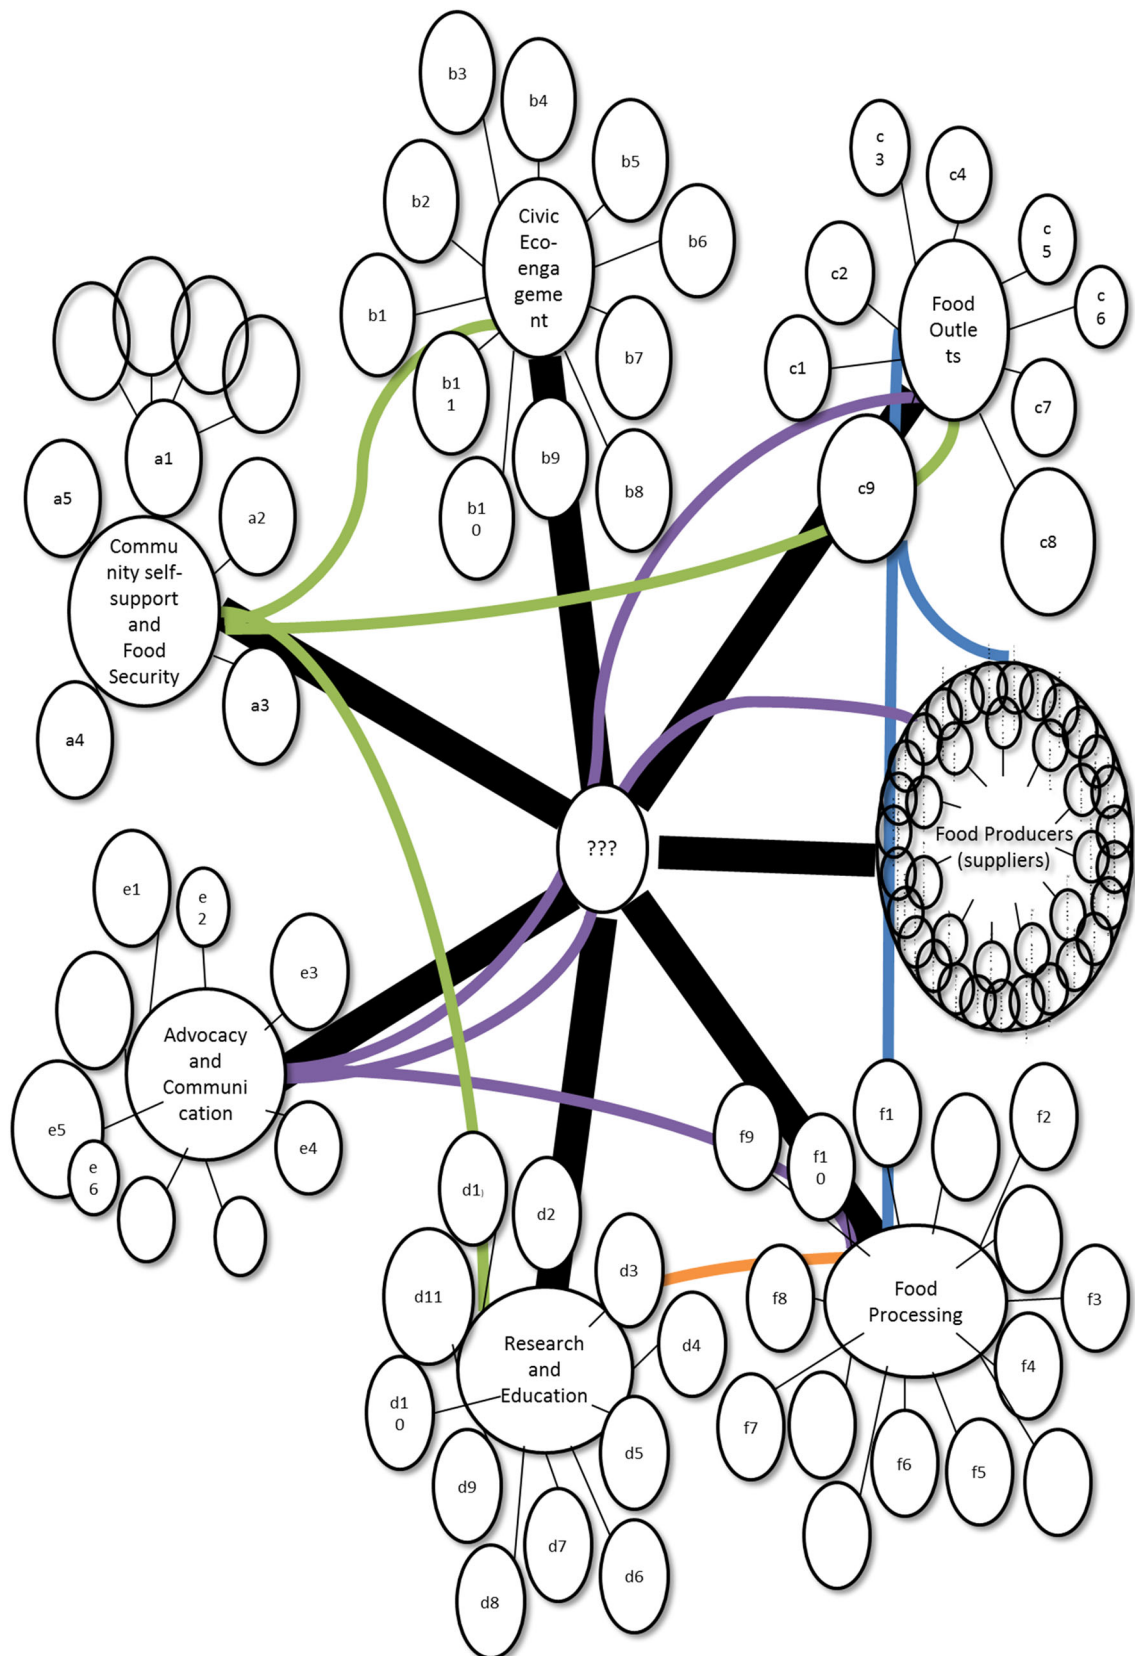 b3
b4
b5
b2
b6
b1
b7
b1
1
b9
b8
b1
0
Civic
Eco-
enga
geme
nt
c
3
c4
c
5
c2
c
6
c1
c7
c9
c8
Food
Outle
ts
a1
a5
a2
a3
a4
Commu
nity self-
support
and
Food
Security
???
Food Producers
(suppliers)
e1
e
2
e3
e5
e
6
e4
Advocacy
and
Communi
cation
d1
d2
d3
d11
d4
d1
0
d5
d9
d7
d6
d8
Research
and
Education
f1
f2
f9
f1
0
f8
f3
f4
f7
f6
f5
Food
Processing